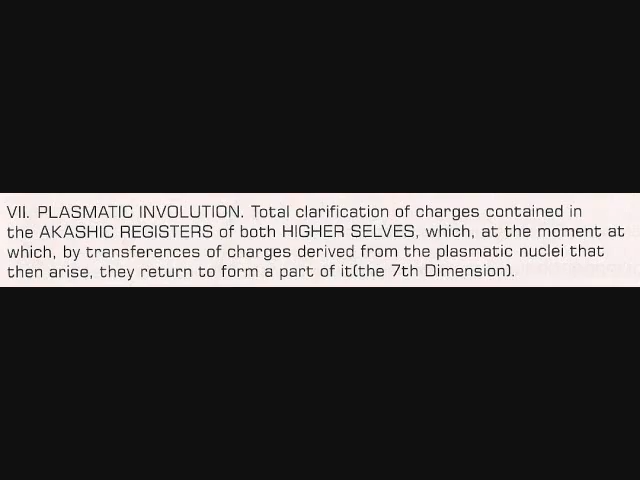 VII. PLASMATIC INVOLUTION. Total clarification of charges contained in
the AKASHIC REGISTERS of both HIGHER SELVES, which, at the moment at
which, by transferences of charges derived from the plasmatic nuclei that
then arise, they return to form a part of it(the 7th Dimension).